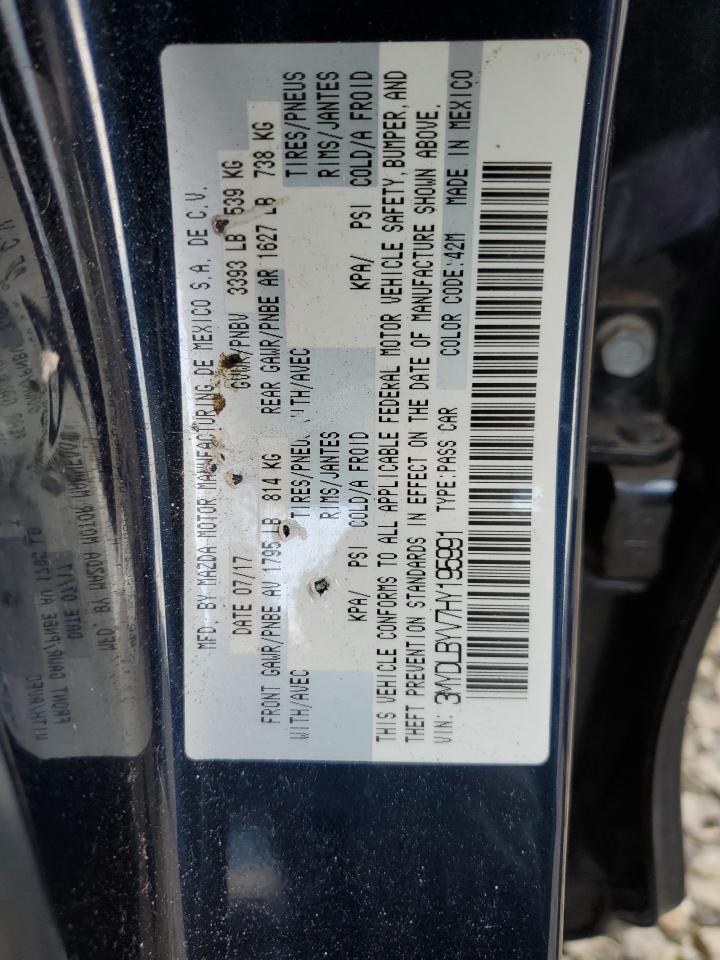 MFD. BY MAZDA MOTOR MANUFACTURING DE MEXICO S.A. DE C.V.
DATE 07/17 GVWR/PNBV 3393 LB 1539 KG
FRONT GAWR/PNBE AV 1795 LB 814 KG REAR GAWR/PNBE AR 1627 LB 738 KG
WITH/AVEC TIRES/PNEUS WITH/AVEC TIRES/PNEUS
RIMS/JANTES RIMS/JANTES
KPA/ PSI COLD/A FROID KPA/ PSI COLD/A FROID
THIS VEHICLE CONFORMS TO ALL APPLICABLE FEDERAL MOTOR VEHICLE SAFETY, BUMPER, AND
THEFT PREVENTION STANDARDS IN EFFECT ON THE DATE OF MANUFACTURE SHOWN ABOVE.
VIN: 3MYDLBYV7HY195991 TYPE:PASS CAR COLOR CODE:42M MADE IN MEXICO